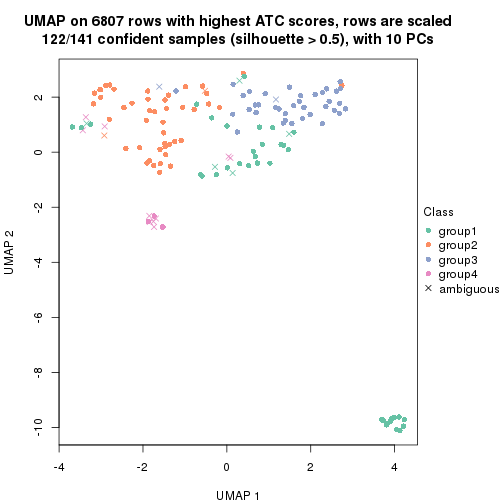 UMAP on 6807 rows with highest ATC scores, rows are scaled
122/141 confident samples (silhouette > 0.5), with 10 PCs
UMAP 2
2
0
-2
-4
-6
-8
-10
-4
-2
0
2
4
UMAP 1
Class
group1
group2
group3
group4
ambiguous